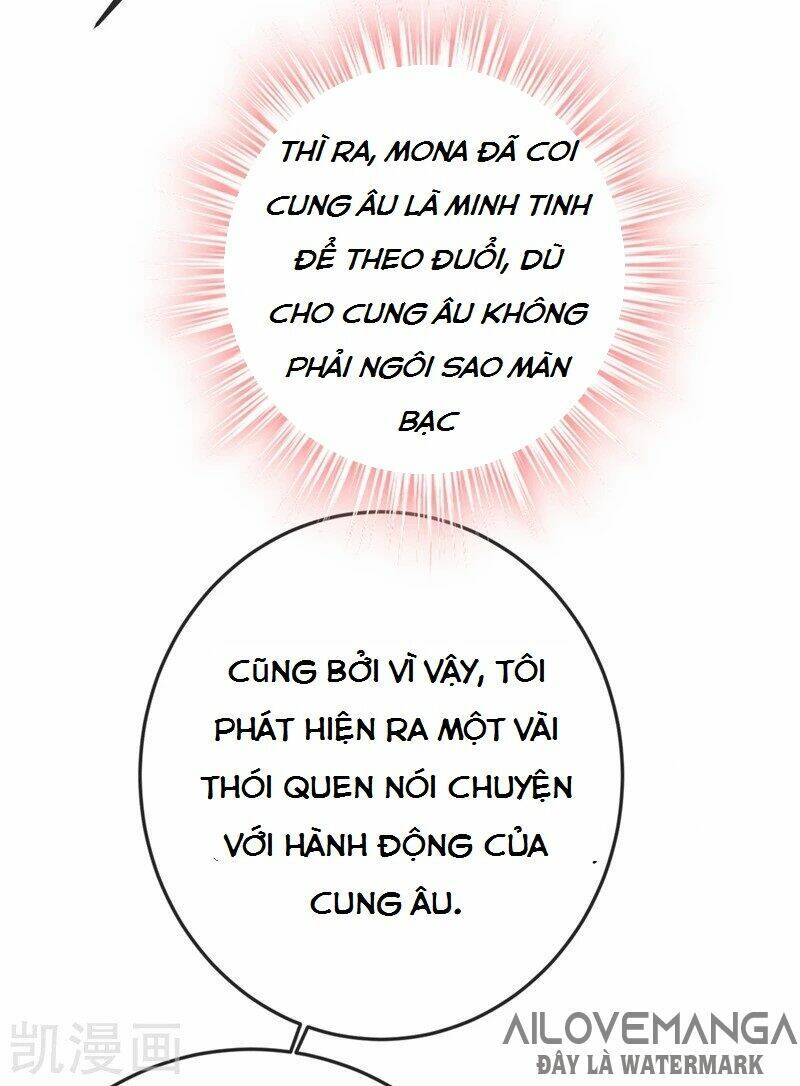 THÌ RA, MONA ĐÃ COI
CUNG ÂU LÀ MINH TINH
ĐỂ THEO ĐUỔI, DÙ
CHO CUNG ÂU KHÔNG
PHẢI NGÔI SAO MÀN
BẠC
CŨNG BỞI VÌ VẬY, TÔI
PHÁT HIỆN RA MỘT VÀI
THÓI QUEN NÓI CHUYỆN
VỚI HÀNH ĐỘNG CỦA
CUNG ÂU.
凯漫画
AILOVEMANGA
ĐÂY LÀ WATERMARK